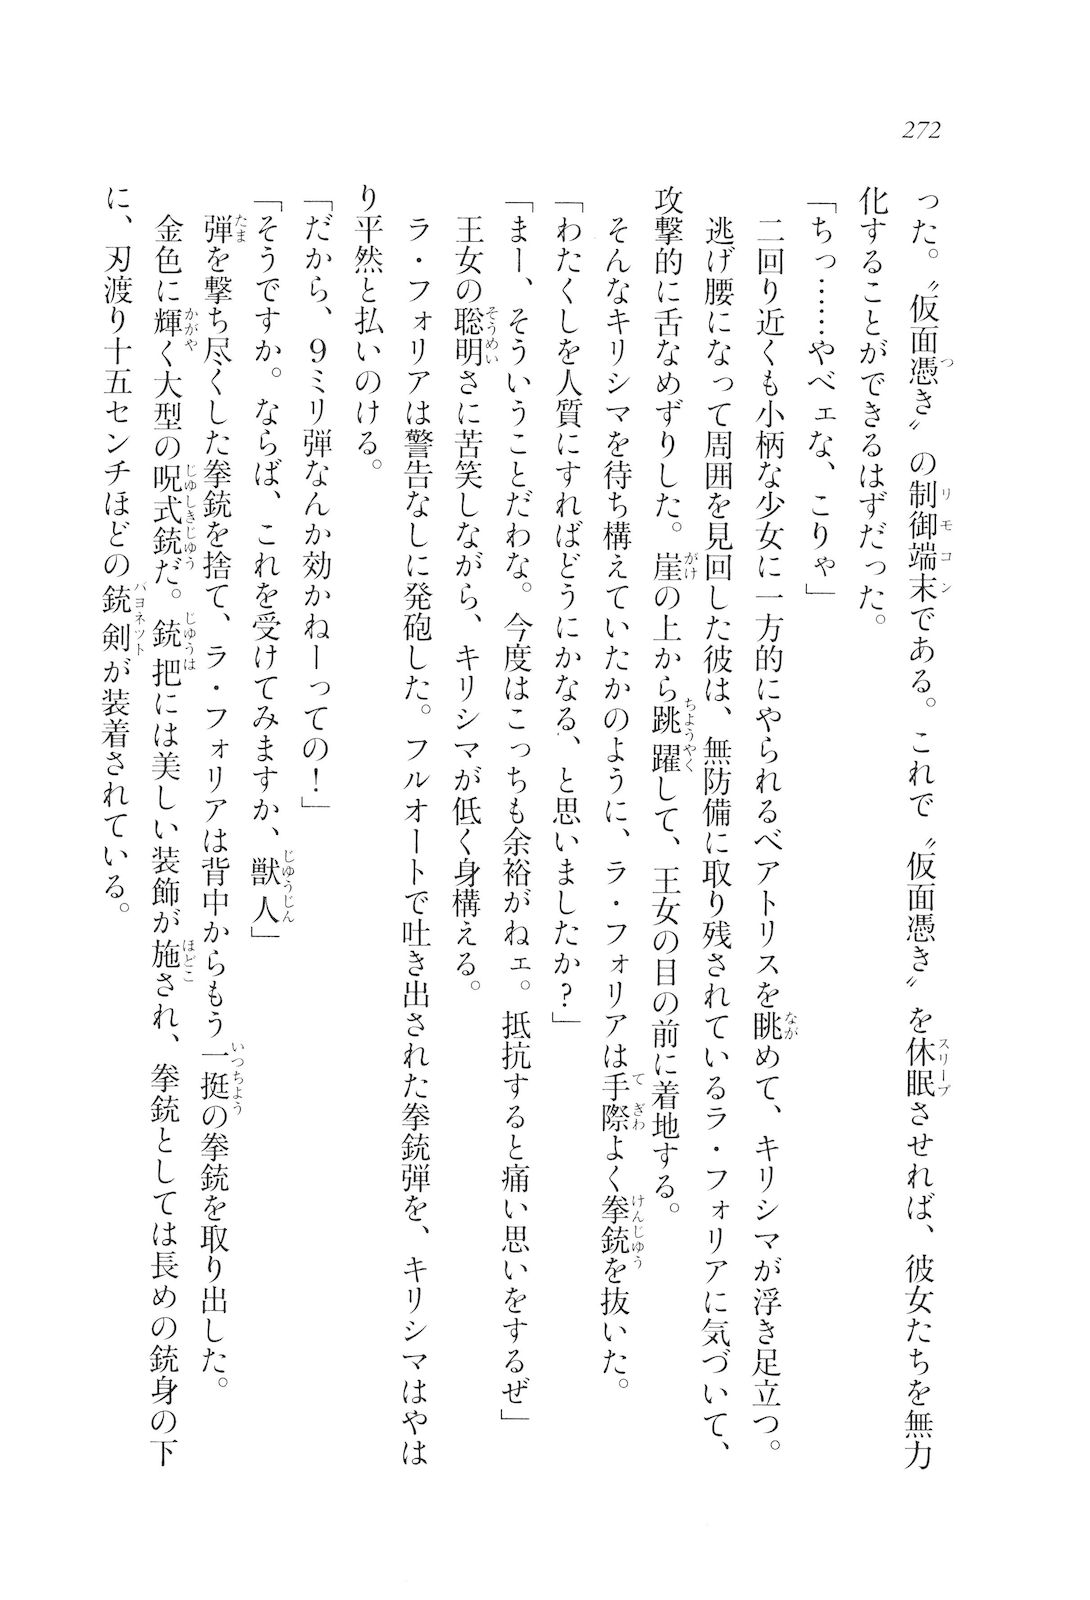 272
った。〝仮面憑き〟の制御端末である。これで〝仮面憑き〟を休眠させれば、彼女たちを無力
化することができるはずだった。
「ちっ……やべェな、こりゃ」
二回り近くも小柄な少女に一方的にやられるベアトリスを眺めて、キリシマが浮き足立つ。
逃げ腰になって周囲を見回した彼は、無防備に取り残されているラ・フォリアに気づいて、
攻撃的に舌なめずりした。崖の上から跳躍して、王女の目の前に着地する。
そんなキリシマを待ち構えていたかのように、ラ・フォリアは手際よく拳銃を抜いた。
「わたくしを人質にすればどうにかなる、と思いましたか？」
「まー、そういうことだわな。今度はこっちも余裕がねェ。抵抗すると痛い思いをするぜ」
王女の聡明さに苦笑しながら、キリシマが低く身構える。
ラ・フォリアは警告なしに発砲した。フルオートで吐き出された拳銃弾を、キリシマはやは
り平然と払いのける。
「だから、９ミリ弾なんか効かねーっての！」
「そうですか。ならば、これを受けてみますか、獣人」
弾を撃ち尽くした拳銃を捨て、ラ・フォリアは背中からもう一挺の拳銃を取り出した。
金色に輝く大型の呪式銃だ。銃把には美しい装飾が施され、拳銃としては長めの銃身の下
に、刃渡り十五センチほどの銃剣が装着されている。